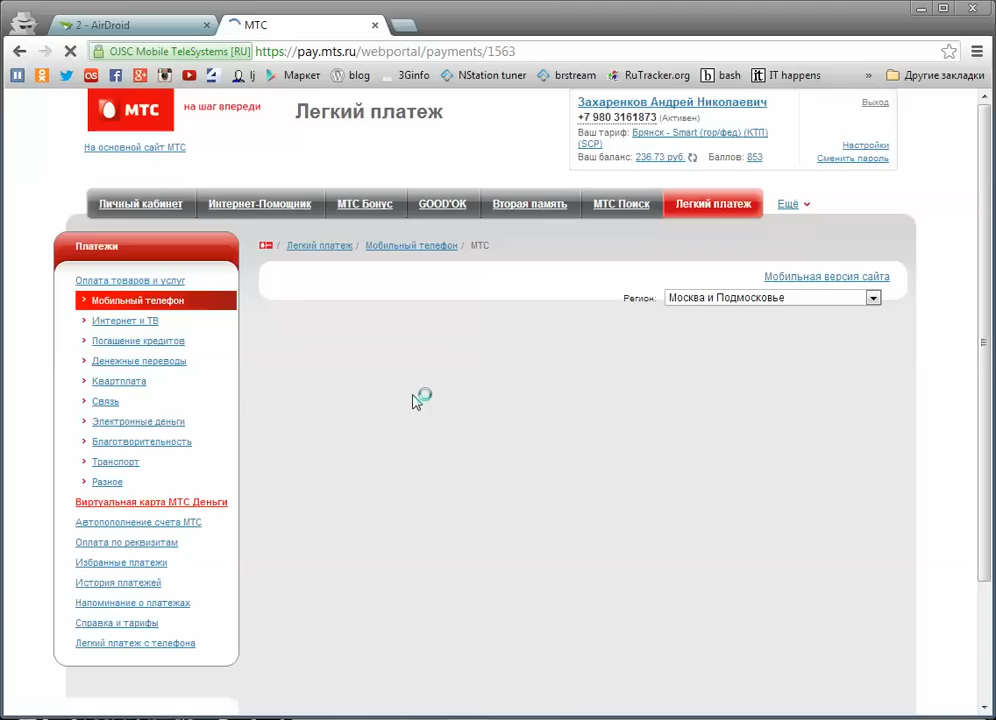 2 - AirDroid
МТС
OJSC Mobile TeleSystems [RU] https://pay.mts.ru/webportal/payments/1563
lj Маркет blog 3Ginfo NStation tuner brstream RuTracker.org bash IT happens » Другие закладки
МТС на шаг впереди
Легкий платеж
На основной сайт МТС
Захаренков Андрей Николаевич
+7 980 3161873 (Активен)
Ваш тариф: Брянск - Smart (гор/фед) (КТП)
(SCP)
Ваш баланс: 236.73 руб. Баллов: 853
Выход
Настройки
Сменить пароль
Личный кабинет Интернет-Помощник МТС Бонус GOOD'OK Вторая память МТС Поиск Легкий платеж Ещё
Платежи
Оплата товаров и услуг
Мобильный телефон
Интернет и ТВ
Погашение кредитов
Денежные переводы
Квартплата
Связь
Электронные деньги
Благотворительность
Транспорт
Разное
Виртуальная карта МТС Деньги
Автопополнение счета МТС
Оплата по реквизитам
Избранные платежи
История платежей
Напоминание о платежах
Справка и тарифы
Легкий платеж с телефона
/ Легкий платеж / Мобильный телефон / МТС
Мобильная версия сайта
Регион: Москва и Подмосковье